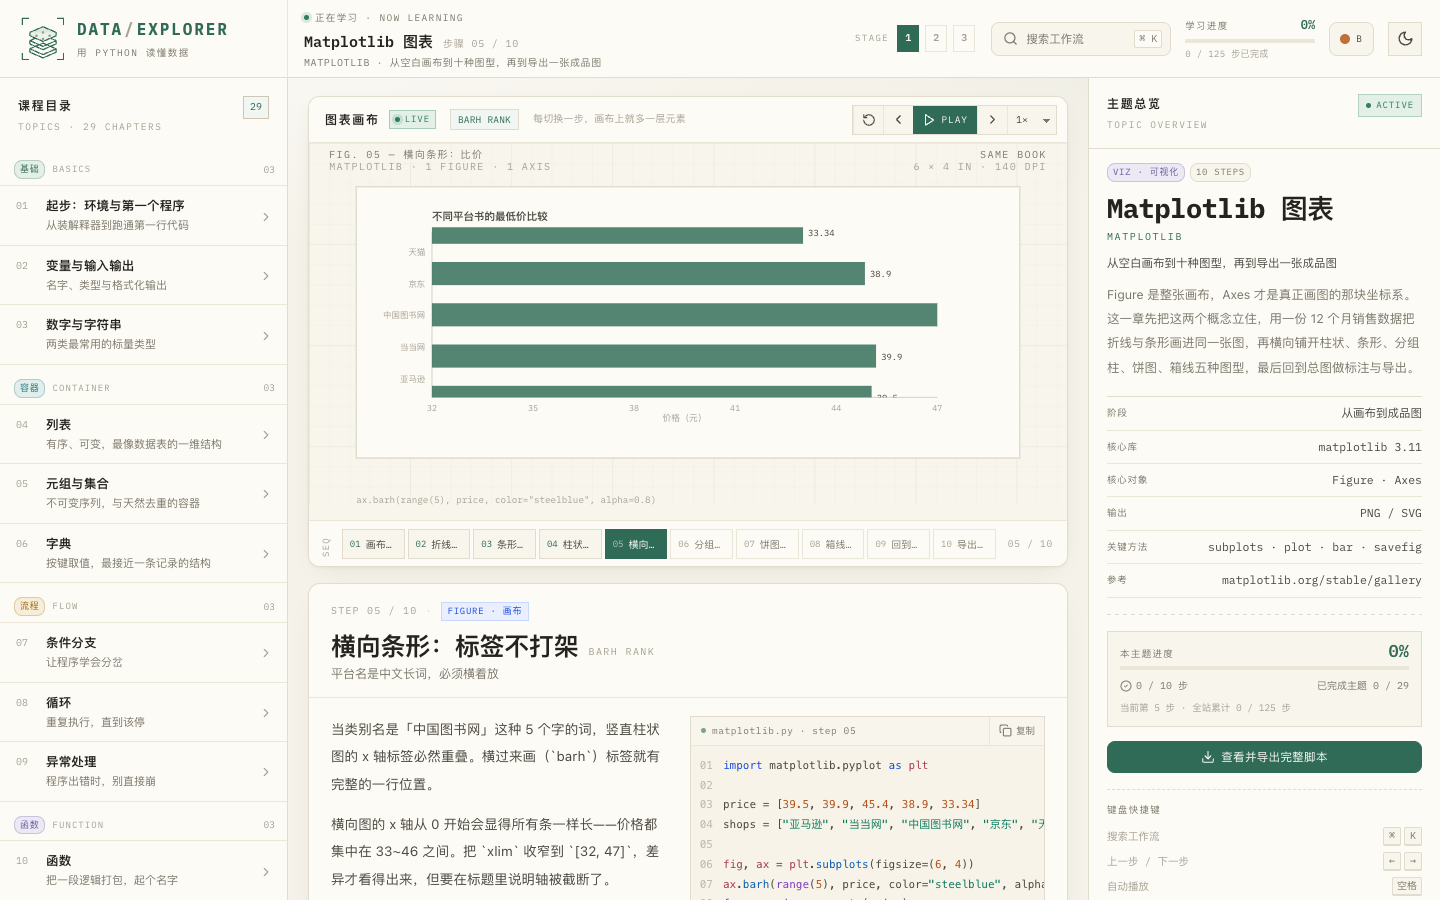 DATA/EXPLORER
用 PYTHON 读懂数据
正在学习 · NOW LEARNING
Matplotlib 图表 步骤 05 / 10
MATPLOTLIB · 从空白画布到十种图型，再到导出一张成品图
STAGE 1 2 3
搜索工作流 ⌘ K
学习进度 0%
0 / 125 步已完成
B
课程目录 29
TOPICS · 29 CHAPTERS
基础 BASICS 03
01 起步：环境与第一个程序
从装解释器到跑通第一行代码
02 变量与输入输出
名字、类型与格式化输出
03 数字与字符串
两类最常用的标量类型
容器 CONTAINER 03
04 列表
有序、可变，最像数据表的一维结构
05 元组与集合
不可变序列，与天然去重的容器
06 字典
按键取值，最接近一条记录的结构
流程 FLOW 03
07 条件分支
让程序学会分岔
08 循环
重复执行，直到该停
09 异常处理
程序出错时，别直接崩
函数 FUNCTION 03
10 函数
把一段逻辑打包，起个名字
图表画布 LIVE BARH RANK 每切换一步，画布上就多一层元素
PLAY 1×
FIG. 05 — 横向条形：比价 SAME BOOK
MATPLOTLIB · 1 FIGURE · 1 AXIS 6 × 4 IN · 140 DPI
不同平台书的最低价比较
33.34
天猫
38.9
京东
中国图书网
39.9
当当网
亚马逊
32 35 38 41 44 47
价格（元）
ax.barh(range(5), price, color="steelblue", alpha=0.8)
SEQ 01 画布… 02 折线… 03 条形… 04 柱状… 05 横向… 06 分组… 07 饼图… 08 箱线… 09 回到… 10 导出… 05 / 10
STEP 05 / 10 · FIGURE · 画布
横向条形：标签不打架 BARH RANK
平台名是中文长词，必须横着放
当类别名是「中国图书网」这种 5 个字的词，竖直柱状
图的 x 轴标签必然重叠。横过来画（`barh`）标签就有
完整的一行位置。
横向图的 x 轴从 0 开始会显得所有条一样长——价格都
集中在 33~46 之间。把 `xlim` 收窄到 `[32, 47]`，差
异才看得出来，但要在标题里说明轴被截断了。
matplotlib.py · step 05 复制
01 import matplotlib.pyplot as plt
02
03 price = [39.5, 39.9, 45.4, 38.9, 33.34]
04 shops = ["亚马逊", "当当网", "中国图书网", "京东",
05
06 fig, ax = plt.subplots(figsize=(6, 4))
07 ax.barh(range(5), price, color="steelblue", alpha
主题总览 ACTIVE
TOPIC OVERVIEW
VIZ · 可视化 10 STEPS
Matplotlib 图表
MATPLOTLIB
从空白画布到十种图型，再到导出一张成品图
Figure 是整张画布，Axes 才是真正画图的那块坐标系。
这一章先把这两个概念立住，用一份 12 个月销售数据把
折线与条形画进同一张图，再横向铺开柱状、条形、分组
柱、饼图、箱线五种图型，最后回到总图做标注与导出。
阶段 从画布到成品图
核心库 matplotlib 3.11
核心对象 Figure · Axes
输出 PNG / SVG
关键方法 subplots · plot · bar · savefig
参考 matplotlib.org/stable/gallery
本主题进度 0%
0 / 10 步 已完成主题 0 / 29
当前第 5 步 · 全站累计 0 / 125 步
查看并导出完整脚本
键盘快捷键
搜索工作流 ⌘ K
上一步 / 下一步 ← →
自动播放 空格